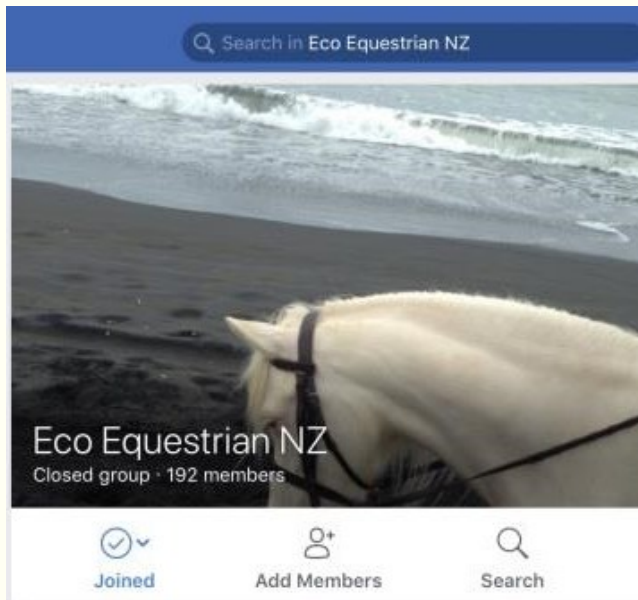 Search in Eco Equestrian NZ
Eco Equestrian NZ
Closed group · 192 members
Joined
Add Members
Search